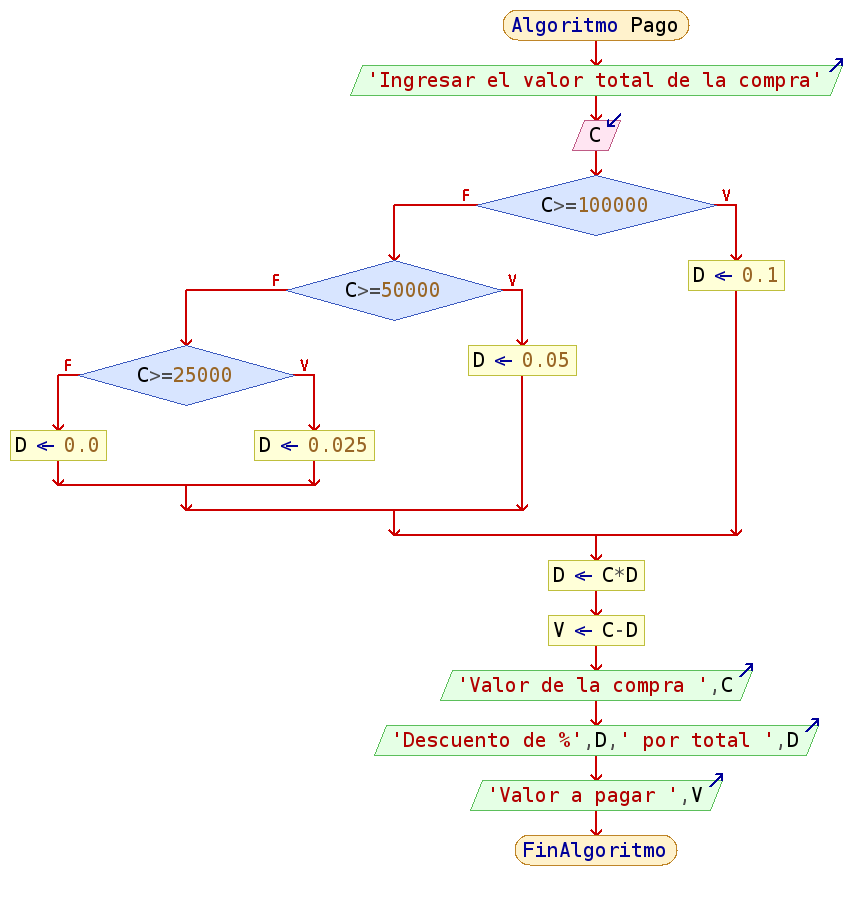 Algoritmo Pago
'Ingresar el valor total de la compra'
C
C>=100000
F
V
D ← 0.1
C>=50000
F
V
D ← 0.05
C>=25000
F
V
D ← 0.0
D ← 0.025
D ← C*D
V ← C-D
'Valor de la compra ',C
'Descuento de %',D,' por total ',D
'Valor a pagar ',V
FinAlgoritmo